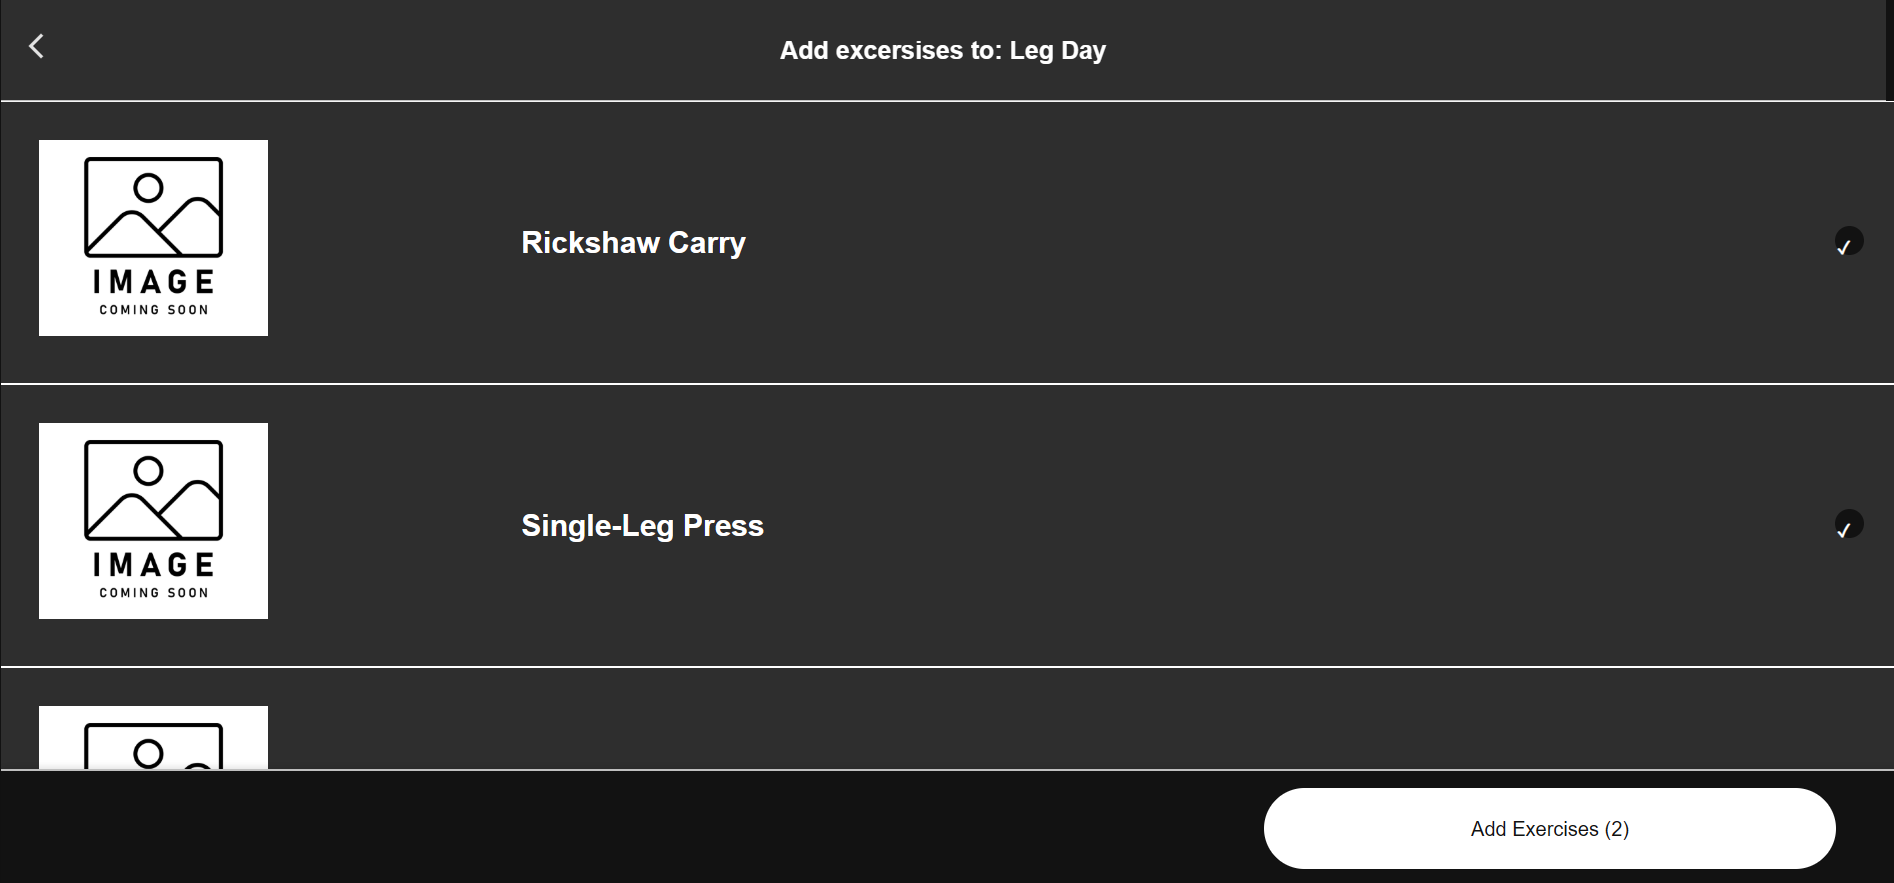 Add excersises to: Leg Day
IMAGE
COMING SOON
Rickshaw Carry
IMAGE
COMING SOON
Single-Leg Press
Add Exercises (2)